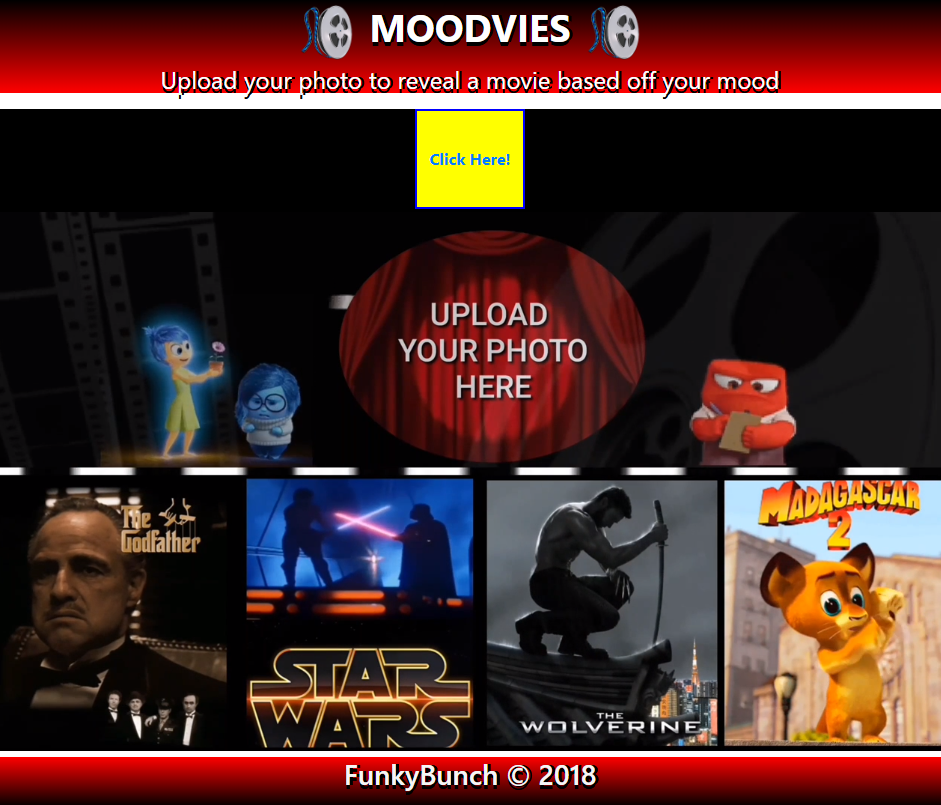 MOODVIES
Upload your photo to reveal a movie based off your mood
Click Here!
UPLOAD
YOUR PHOTO
HERE
The
Godfather
STAR
WARS
THE
WOLVERINE
MADAGASCAR
2
FunkyBunch © 2018